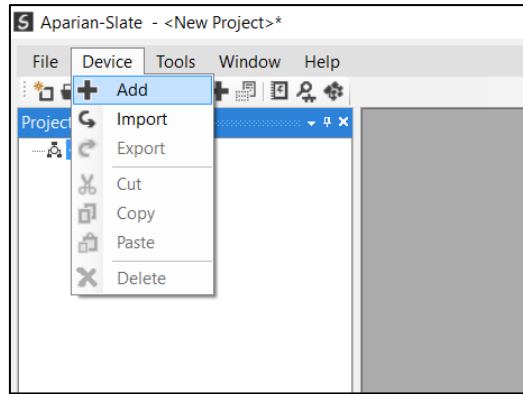 S Aparian-Slate - <New Project>*
File Device Tools Window Help
Add
Project
Import
Export
Cut
Copy
Paste
Delete